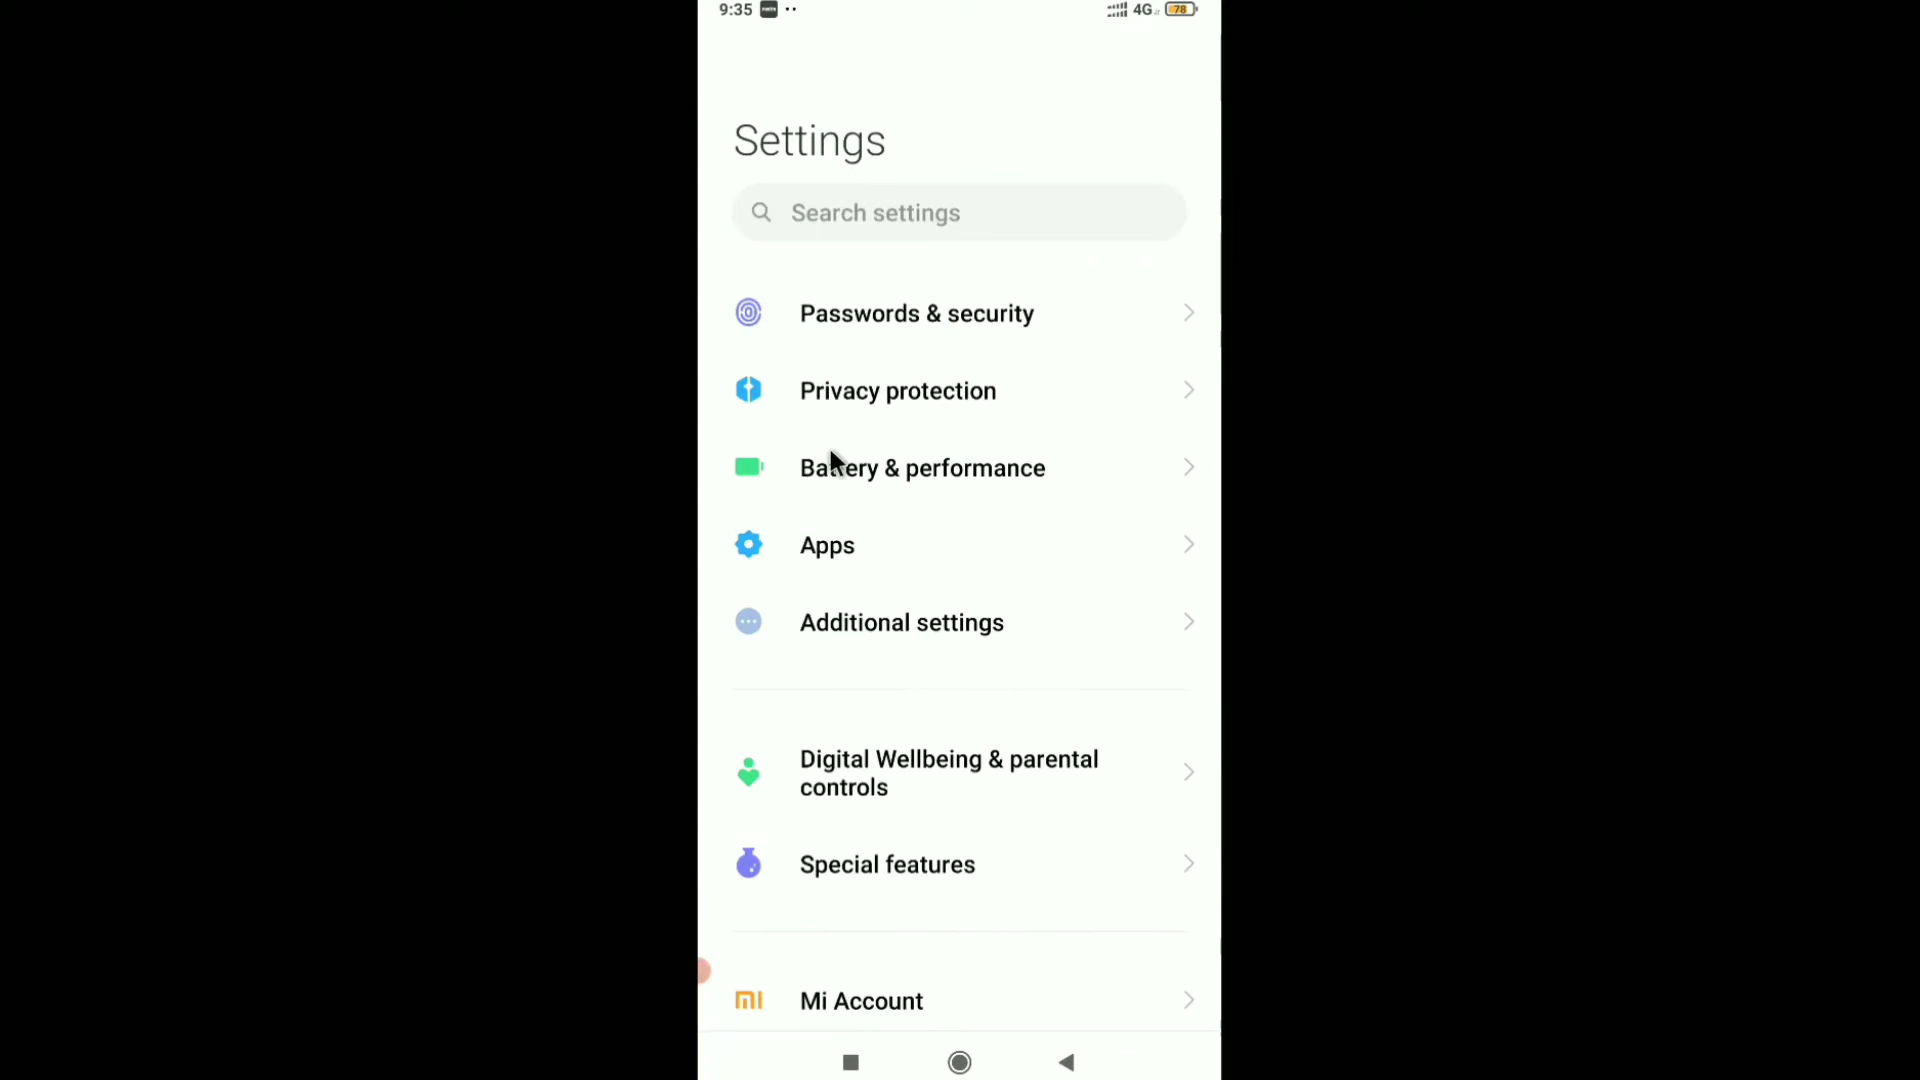 9:35
4G
78
Settings
Search settings
Passwords & security
Privacy protection
Battery & performance
Apps
Additional settings
Digital Wellbeing & parental
controls
Special features
Mi Account